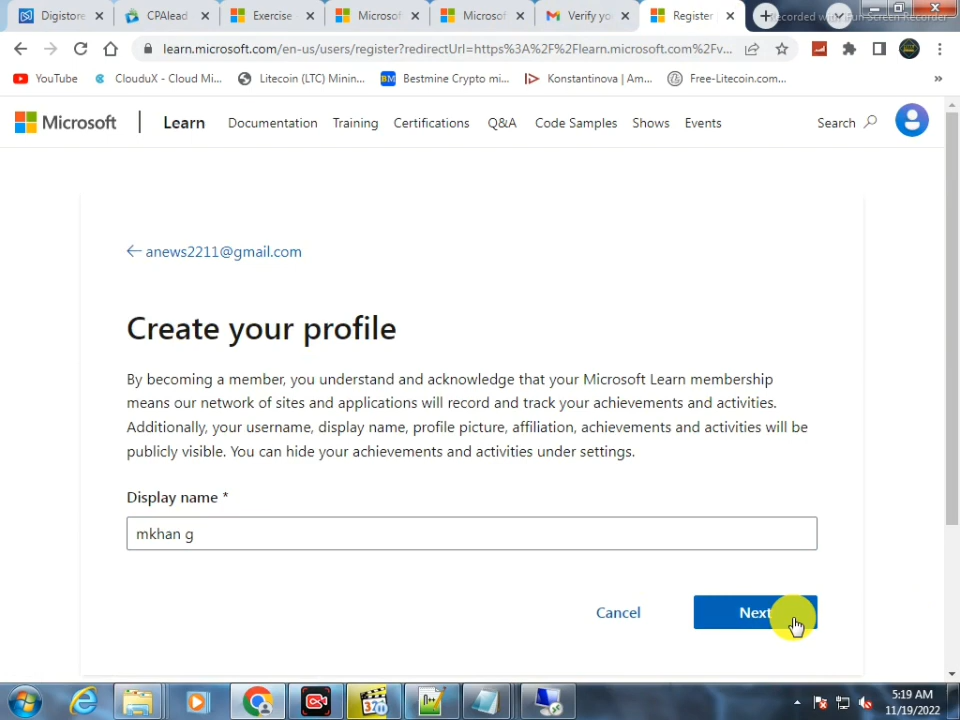 Digistore
CPAlead
Exercise
Microsof
Microsof
Verify yo
Register
Recorded with Fun Screen Recorder
learn.microsoft.com/en-us/users/register?redirectUrl=https%3A%2F%2Flearn.microsoft.com%2Fv...
YouTube
ClouduX - Cloud Mi...
Litecoin (LTC) Minin...
BM
Bestmine Crypto mi...
Konstantinova | Am...
Free-Litecoin.com...
»
Microsoft
Learn
Documentation
Training
Certifications
Q&A
Code Samples
Shows
Events
Search
anews2211@gmail.com
Create your profile
By becoming a member, you understand and acknowledge that your Microsoft Learn membership
means our network of sites and applications will record and track your achievements and activities.
Additionally, your username, display name, profile picture, affiliation, achievements and activities will be
publicly visible. You can hide your achievements and activities under settings.
Display name *
mkhan g
Cancel
Next
5:19 AM
11/19/2022